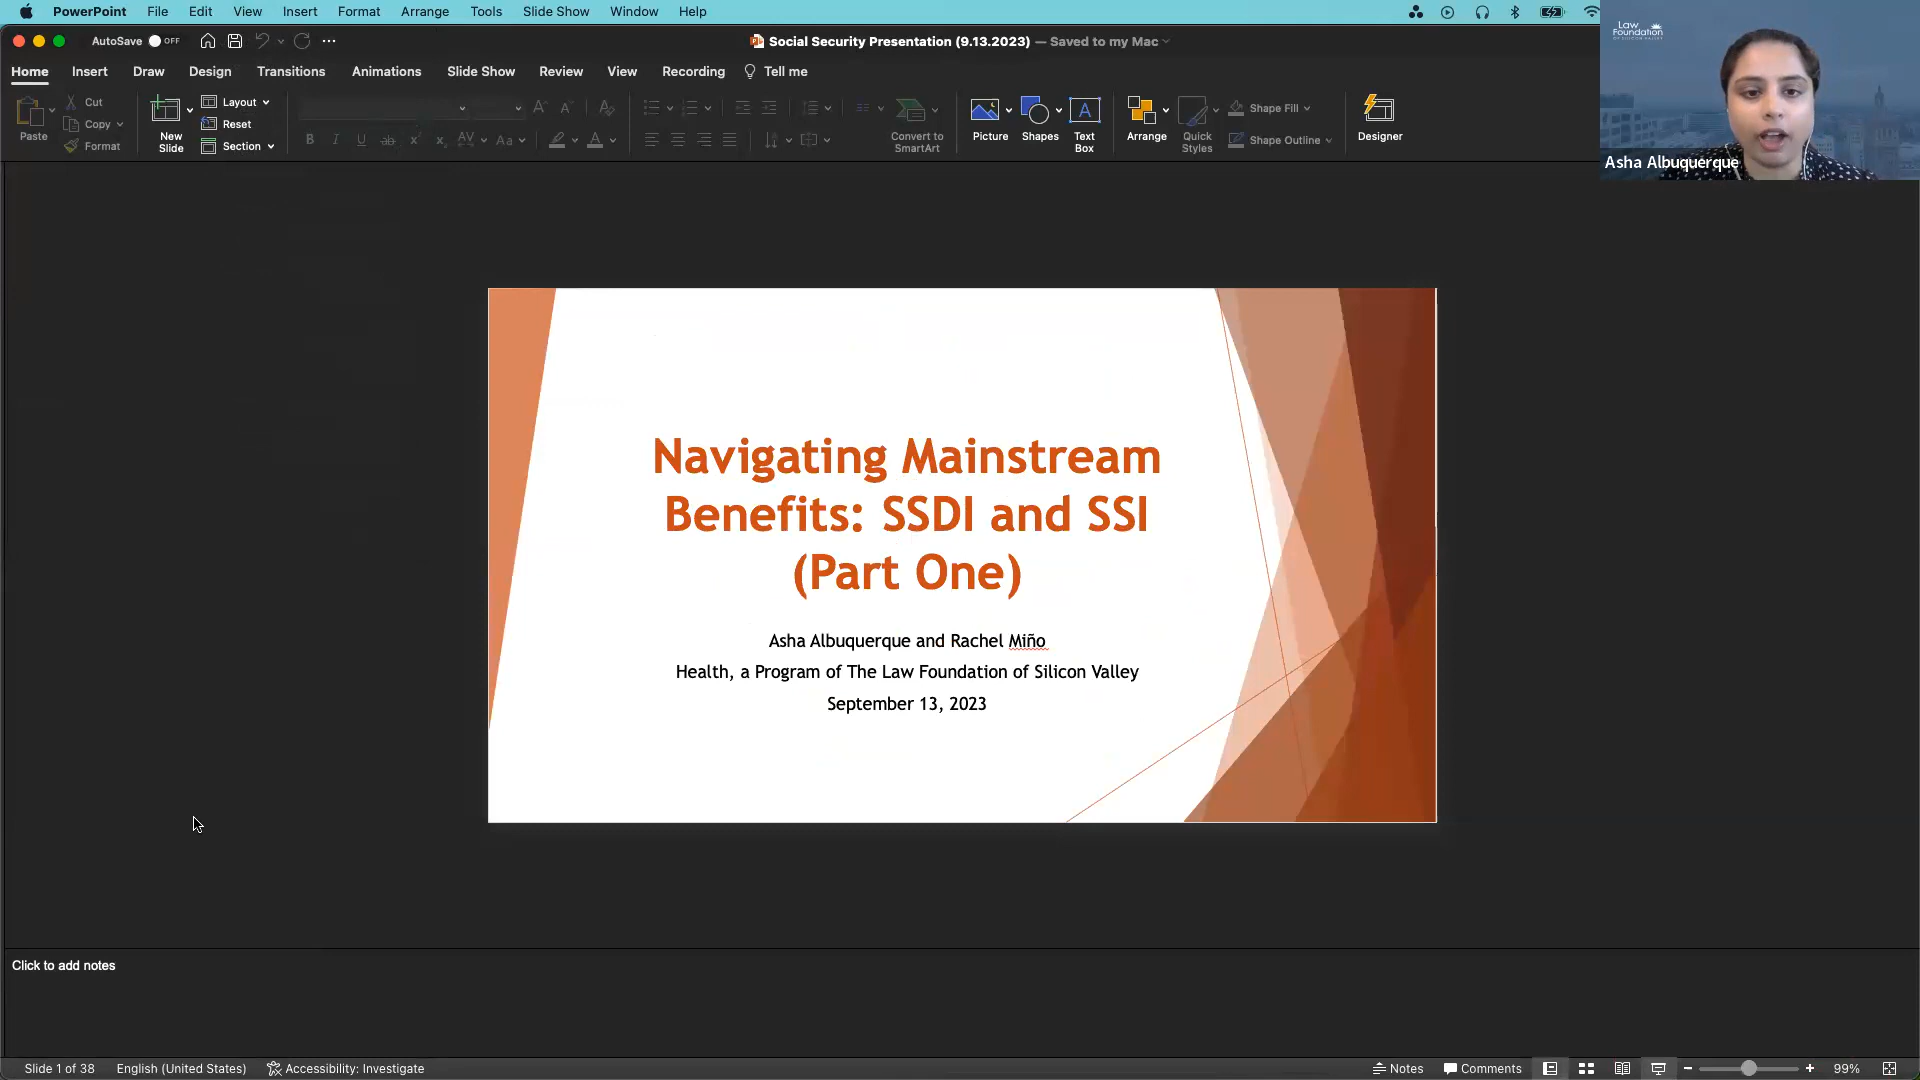 PowerPoint File Edit View Insert Format Arrange Tools Slide Show Window Help
AutoSave OFF
Social Security Presentation (9.13.2023) — Saved to my Mac
Home Insert Draw Design Transitions Animations Slide Show Review View Recording Tell me
Paste
Cut
Copy
Format
New
Slide
Layout
Reset
Section
Convert to
SmartArt
Picture
Shapes
Text
Box
Arrange
Quick
Styles
Shape Fill
Shape Outline
Designer
Law
Foundation
OF SILICON VALLEY
Asha Albuquerque
Navigating Mainstream
Benefits: SSDI and SSI
(Part One)
Asha Albuquerque and Rachel Miño
Health, a Program of The Law Foundation of Silicon Valley
September 13, 2023
Click to add notes
Slide 1 of 38 English (United States) Accessibility: Investigate Notes Comments 99%